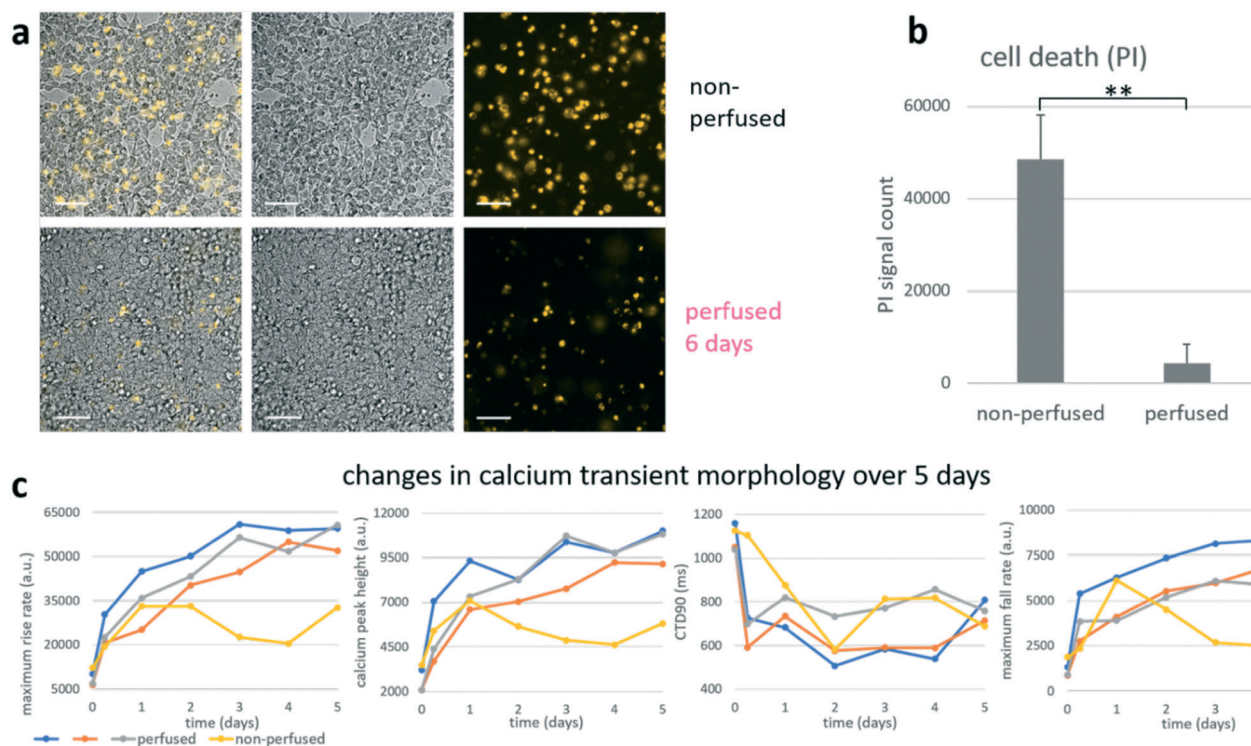 a
non-
perfused
perfused
6 days
b
cell death (PI)
**
60000
40000
20000
0
PI signal count
non-perfused
perfused
c
changes in calcium transient morphology over 5 days
65000
50000
35000
20000
5000
maximum rise rate (a.u.)
0 1 2 3 4 5
time (days)
12000
9500
7000
4500
2000
calcium peak height (a.u.)
0 1 2 3 4 5
time (days)
1200
1000
800
600
400
CTD90 (ms)
0 1 2 3 4 5
time (days)
10000
7500
5000
2500
0
maximum fall rate (a.u.)
0 1 2 3
time (days)
perfused
non-perfused